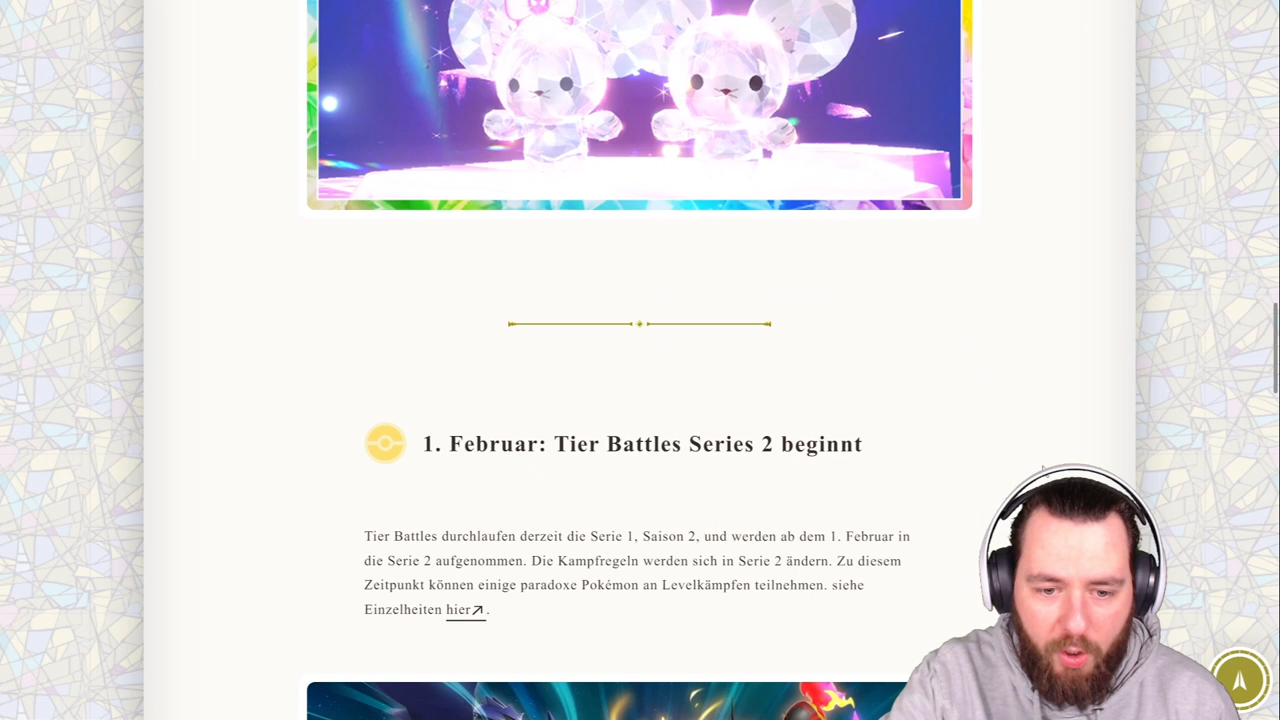 1. Februar: Tier Battles Series 2 beginnt
Tier Battles durchlaufen derzeit die Serie 1, Saison 2, und werden ab dem 1. Februar in
die Serie 2 aufgenommen. Die Kampfregeln werden sich in Serie 2 ändern. Zu diesem
Zeitpunkt können einige paradoxe Pokémon an Levelkämpfen teilnehmen. siehe
Einzelheiten hier↗.